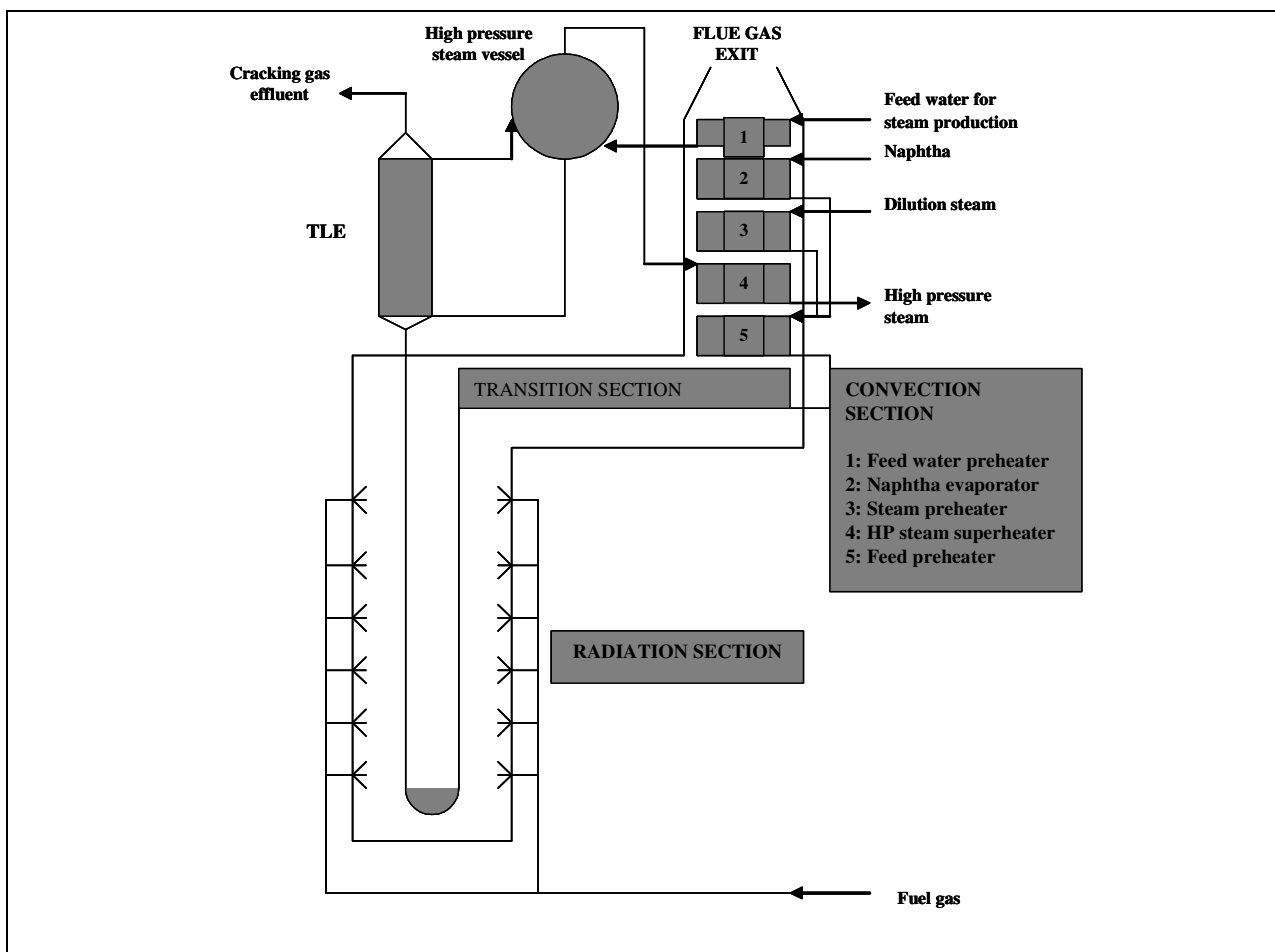 High pressure
steam vessel
FLUE GAS
EXIT
Cracking gas
effluent
Feed water for
steam production
1
Naphtha
2
Dilution steam
TLE
3
4
High pressure
steam
5
TRANSITION SECTION
CONVECTION
SECTION
1: Feed water preheater
2: Naphtha evaporator
3: Steam preheater
4: HP steam superheater
5: Feed preheater
RADIATION SECTION
Fuel gas